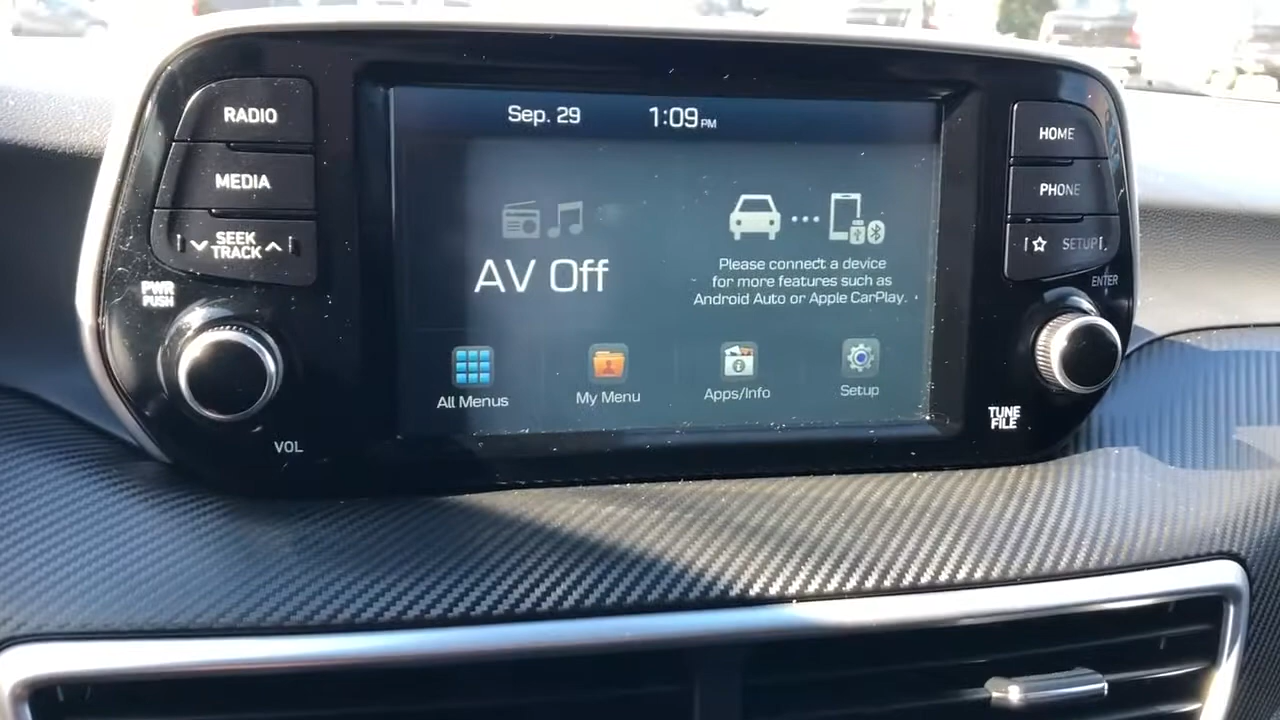 RADIO
MEDIA
SEEK
TRACK
PWR
PUSH
VOL
Sep. 29
1:09 PM
AV Off
Please connect a device
for more features such as
Android Auto or Apple CarPlay.
All Menus
My Menu
Apps/Info
Setup
HOME
PHONE
SETUP
ENTER
TUNE
FILE